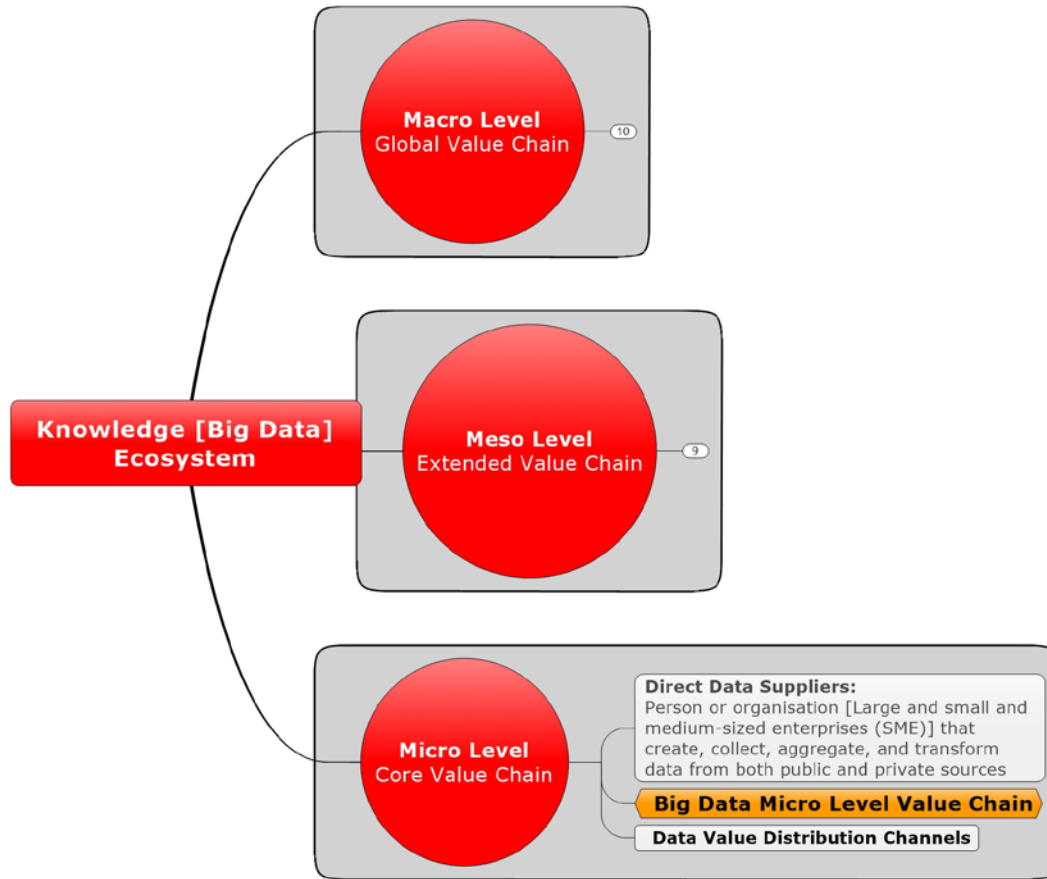 Macro Level
Global Value Chain
10
Knowledge [Big Data]
Ecosystem
Meso Level
Extended Value Chain
9
Micro Level
Core Value Chain
Direct Data Suppliers:
Person or organisation [Large and small and
medium-sized enterprises (SME)] that
create, collect, aggregate, and transform
data from both public and private sources
Big Data Micro Level Value Chain
Data Value Distribution Channels